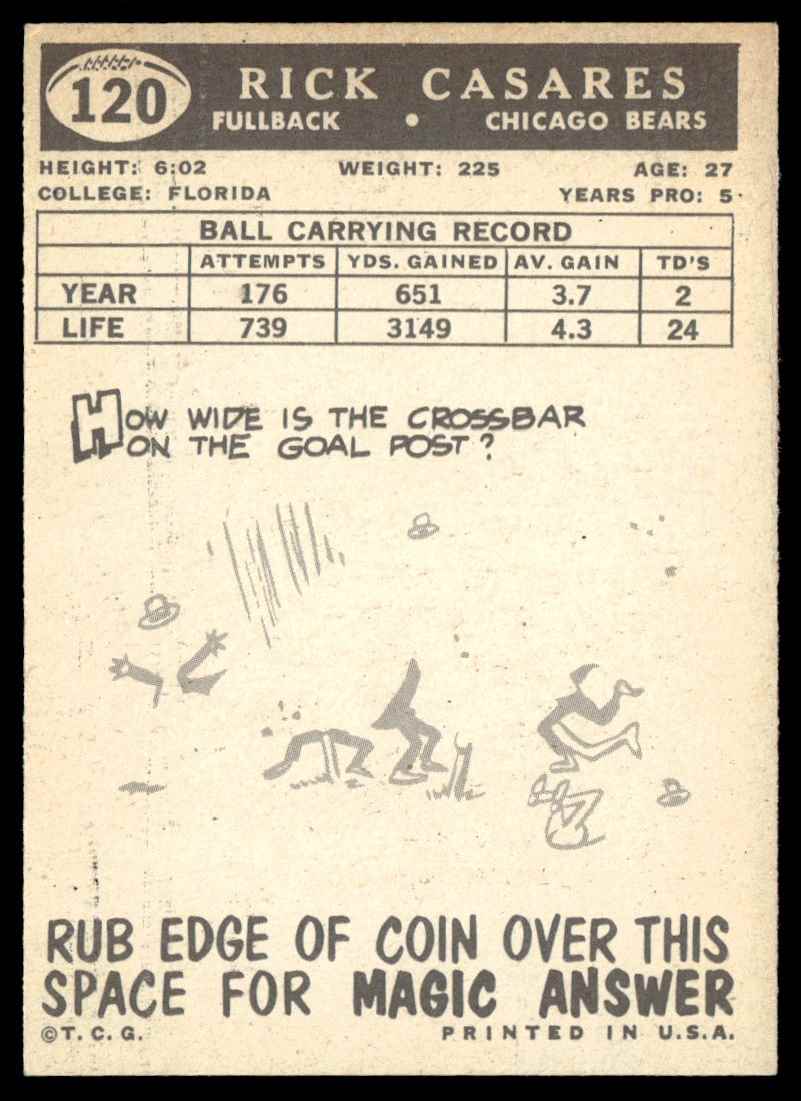 120
RICK CASARES
FULLBACK • CHICAGO BEARS
HEIGHT: 6:02 WEIGHT: 225 AGE: 27
COLLEGE: FLORIDA YEARS PRO: 5
BALL CARRYING RECORD
ATTEMPTS YDS. GAINED AV. GAIN TD'S
YEAR 176 651 3.7 2
LIFE 739 3149 4.3 24
HOW WIDE IS THE CROSSBAR
ON THE GOAL POST?
RUB EDGE OF COIN OVER THIS
SPACE FOR MAGIC ANSWER
©T.C.G. PRINTED IN U.S.A.